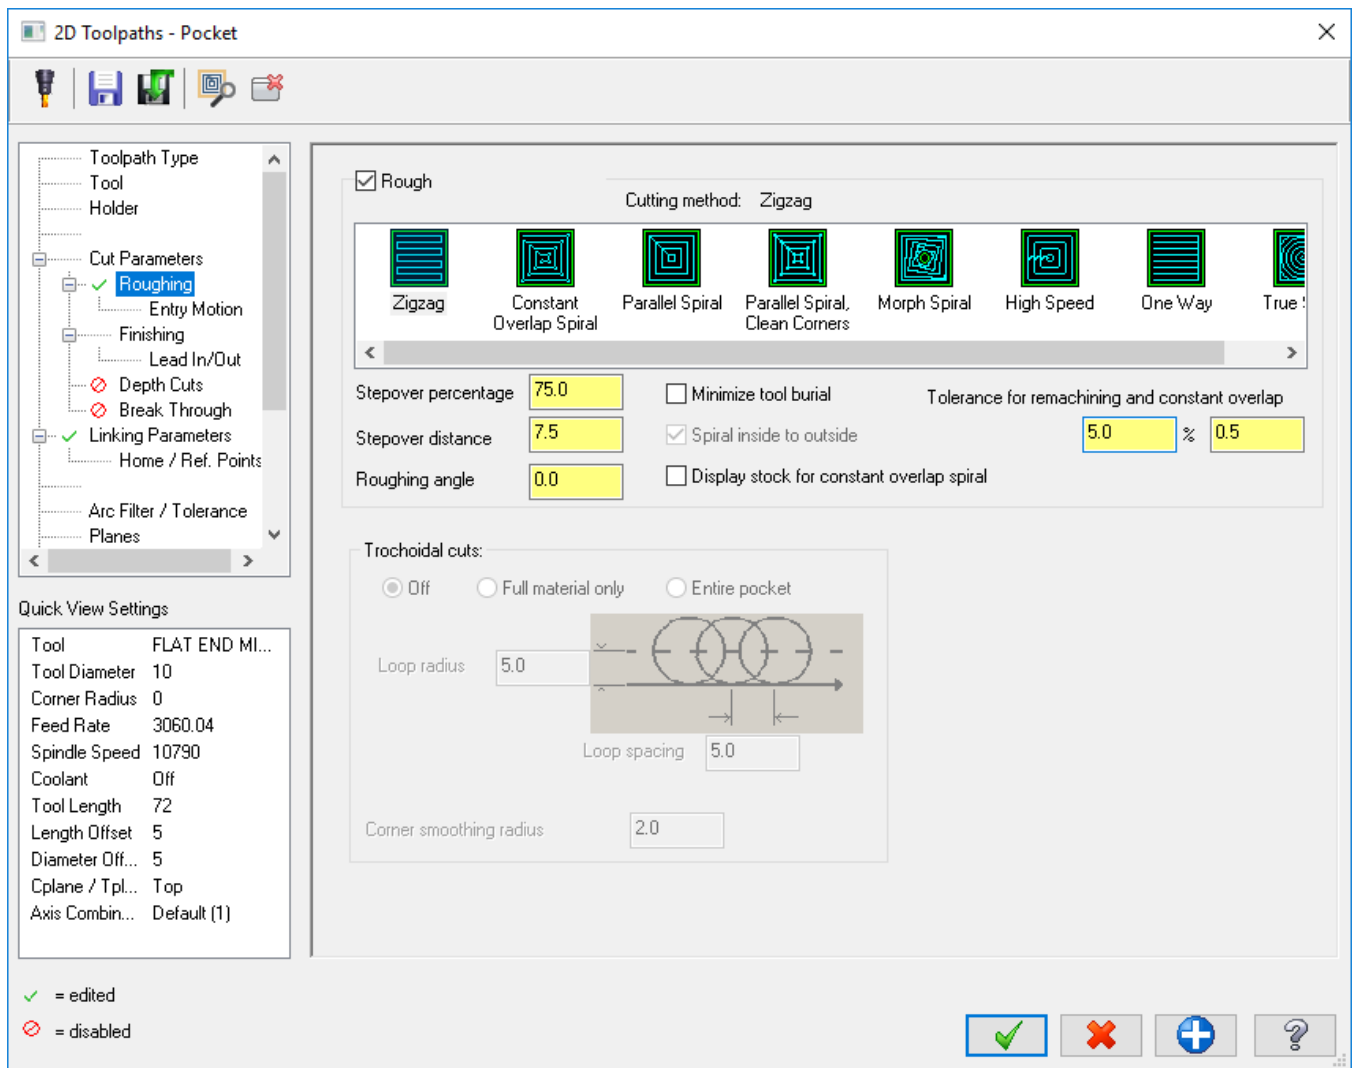 2D Toolpaths - Pocket
Toolpath Type
Tool
Holder
Cut Parameters
Roughing
Entry Motion
Finishing
Lead In/Out
Depth Cuts
Break Through
Linking Parameters
Home / Ref. Points
Arc Filter / Tolerance
Planes
Quick View Settings
Tool FLAT END MI...
Tool Diameter 10
Corner Radius 0
Feed Rate 3060.04
Spindle Speed 10790
Coolant Off
Tool Length 72
Length Offset 5
Diameter Off... 5
Cplane / Tpl... Top
Axis Combin... Default (1)
= edited
= disabled
Rough
Cutting method: Zigzag
Zigzag
Constant
Overlap Spiral
Parallel Spiral
Parallel Spiral,
Clean Corners
Morph Spiral
High Speed
One Way
True
Stepover percentage 75.0
Minimize tool burial
Tolerance for remachining and constant overlap
Stepover distance 7.5
Spiral inside to outside
5.0 % 0.5
Roughing angle 0.0
Display stock for constant overlap spiral
Trochoidal cuts:
Off Full material only Entire pocket
Loop radius 5.0
Loop spacing 5.0
Corner smoothing radius 2.0